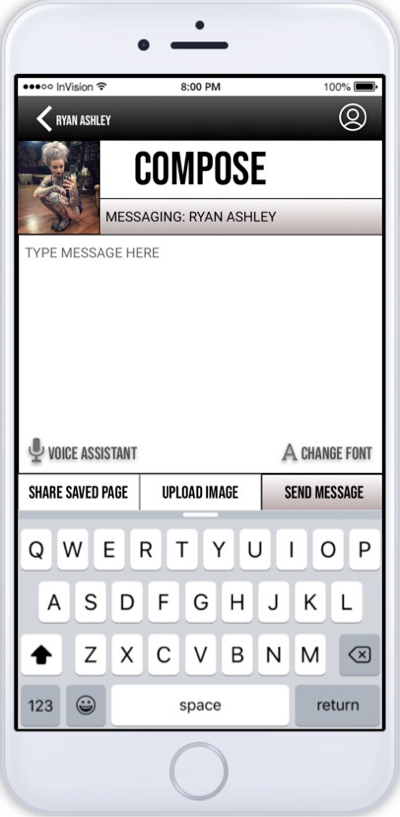 InVision 8:00 PM 100%
RYAN ASHLEY
COMPOSE
MESSAGING: RYAN ASHLEY
TYPE MESSAGE HERE
VOICE ASSISTANT A CHANGE FONT
SHARE SAVED PAGE UPLOAD IMAGE SEND MESSAGE
Q W E R T Y U I O P
A S D F G H J K L
Z X C V B N M
123 space return